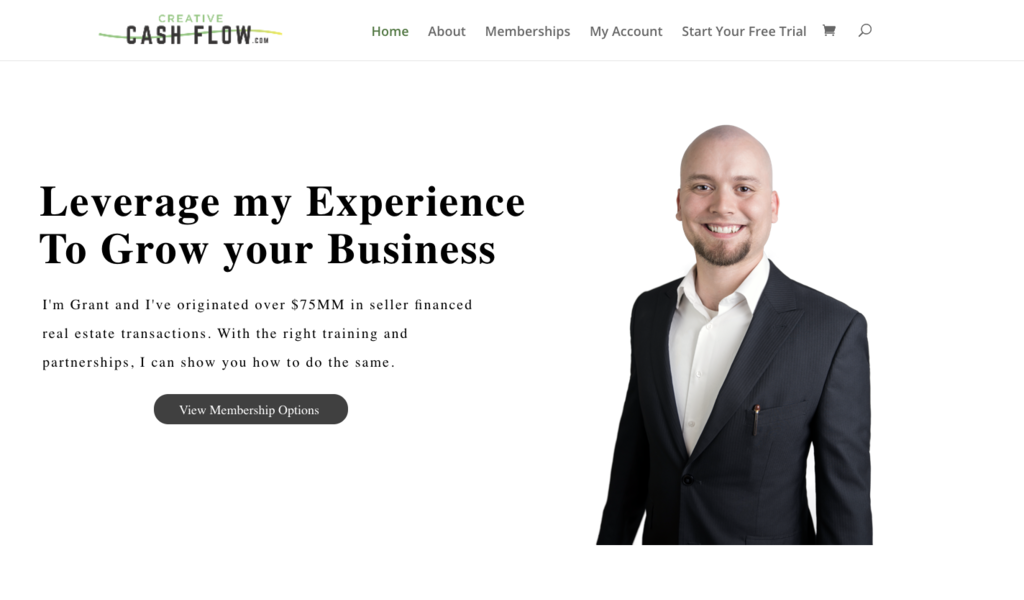 CREATIVE
CASH FLOW.COM
Home About Memberships My Account Start Your Free Trial
Leverage my Experience
To Grow your Business
I'm Grant and I've originated over $75MM in seller financed
real estate transactions. With the right training and
partnerships, I can show you how to do the same.
View Membership Options